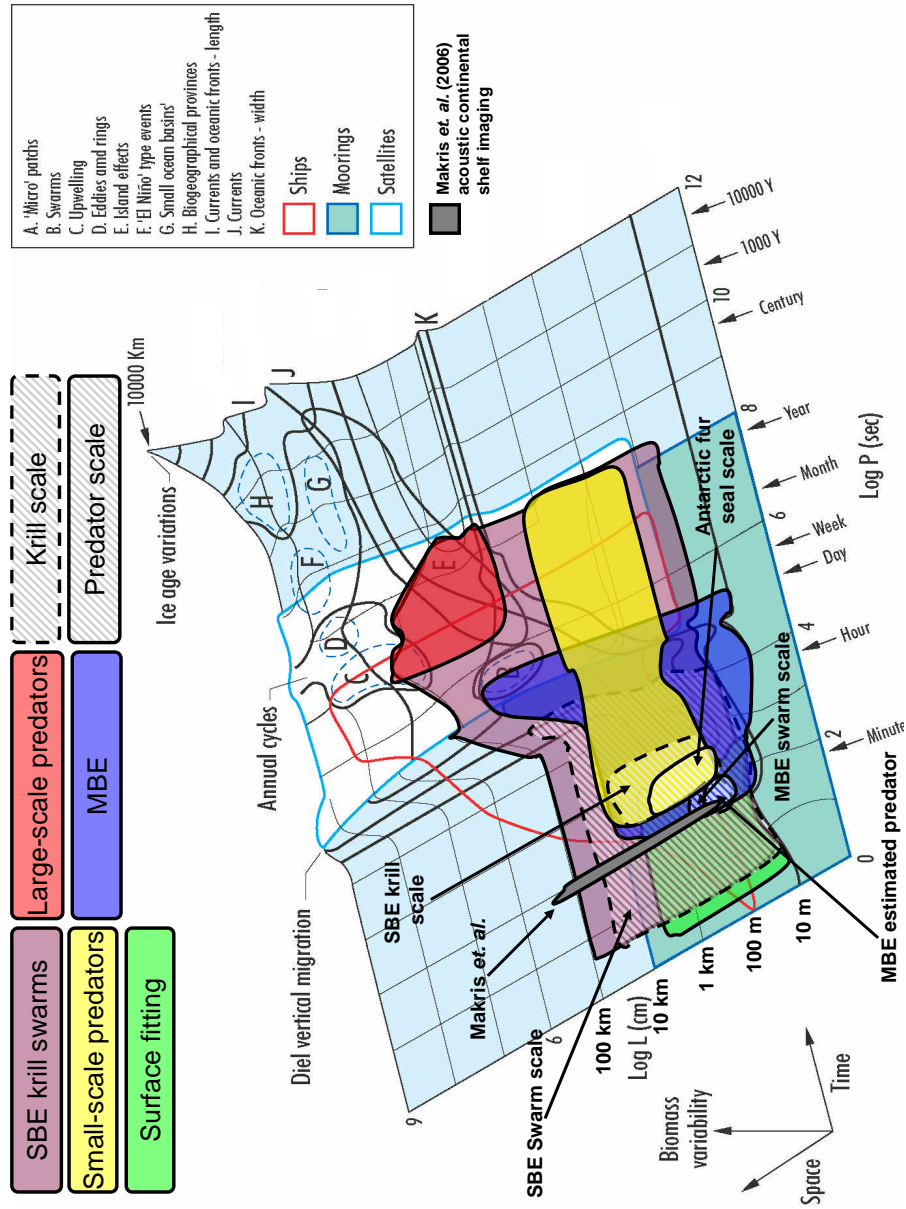 SBE krill swarms
Large-scale predators
Krill scale
Small-scale predators
MBE
Predator scale
Surface fitting
A. 'Micro' patchs
B. Swarms
C. Upwelling
D. Eddies amd rings
E. Island effects
F. 'El Niño' type events
G. Small ocean basins'
H. Biogeographical provinces
I. Currents and oceanic fronts - length
J. Currents
K. Oceanic fronts - width
Ships
Moorings
Satellites
Makris et. al. (2006)
acoustic continental
shelf imaging
10000 Km
Ice age variations
Annual cycles
Diel vertical migration
I
J
K
H
G
F
E
D
C
B
9
6
Log L (cm)
100 km
10 km
1 km
100 m
10 m
0
2
4
6
8
10
12
Minute
Hour
Day
Week
Month
Year
Century
1000 Y
10000 Y
Log P (sec)
SBE krill
scale
Makris et. al.
SBE Swarm scale
Antarctic fur
seal scale
MBE swarm scale
MBE estimated predator
Biomass
variability
Space
Time